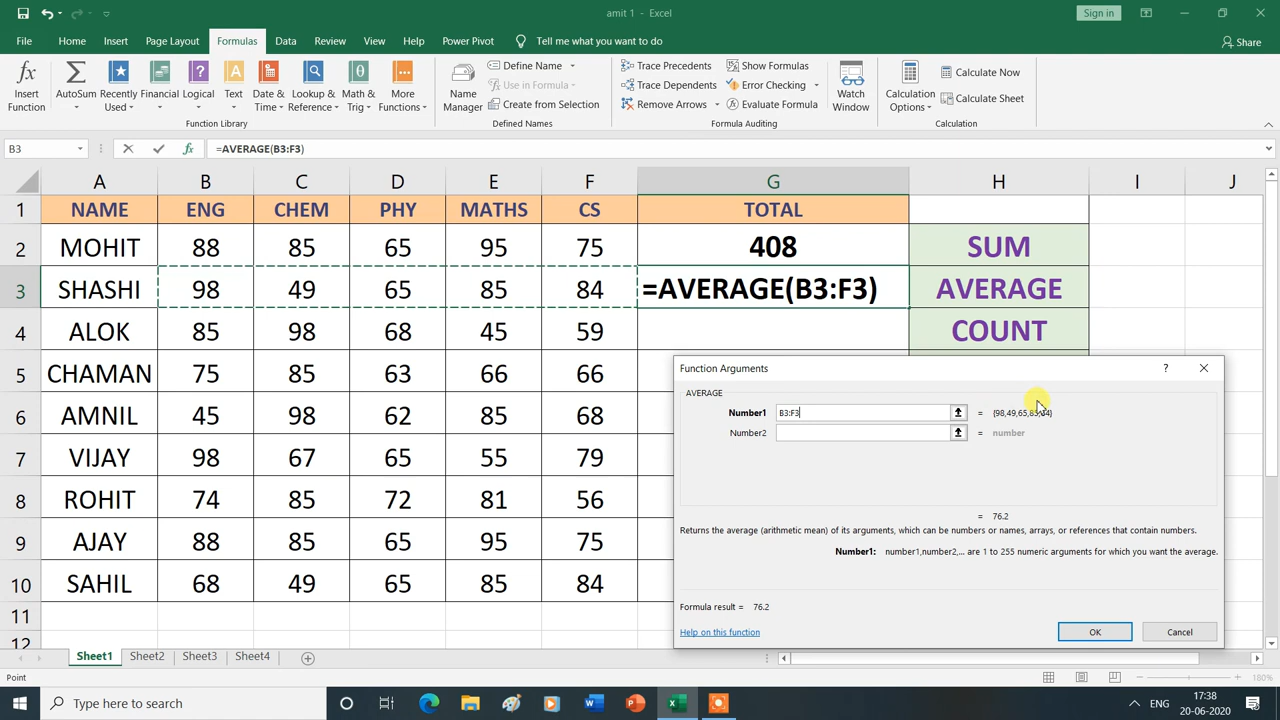 amit 1 - Excel
Sign in
File Home Insert Page Layout Formulas Data Review View Help Power Pivot Tell me what you want to do Share
Insert Function
AutoSum
Recently Used
Financial
Logical
Text
Date & Time
Lookup & Reference
Math & Trig
More Functions
Function Library
Name Manager
Define Name
Use in Formula
Create from Selection
Defined Names
Trace Precedents
Trace Dependents
Remove Arrows
Show Formulas
Error Checking
Evaluate Formula
Formula Auditing
Watch Window
Calculation Options
Calculate Now
Calculate Sheet
Calculation
B3 fx =AVERAGE(B3:F3)
A B C D E F G H I J
1 NAME ENG CHEM PHY MATHS CS TOTAL
2 MOHIT 88 85 65 95 75 408 SUM
3 SHASHI 98 49 65 85 84 =AVERAGE(B3:F3) AVERAGE
4 ALOK 85 98 68 45 59 COUNT
5 CHAMAN 75 85 63 66 66
6 AMNIL 45 98 62 85 68
7 VIJAY 98 67 65 55 79
8 ROHIT 74 85 72 81 56
9 AJAY 88 85 65 95 75
10 SAHIL 68 49 65 85 84
11
12
Function Arguments ?
AVERAGE
Number1 B3:F3 = {98,49,65,85,84}
Number2 = number
= 76.2
Returns the average (arithmetic mean) of its arguments, which can be numbers or names, arrays, or references that contain numbers.
Number1: number1,number2,... are 1 to 255 numeric arguments for which you want the average.
Formula result = 76.2
Help on this function
OK Cancel
Sheet1 Sheet2 Sheet3 Sheet4
Point
180%
Type here to search
ENG
17:38
20-06-2020